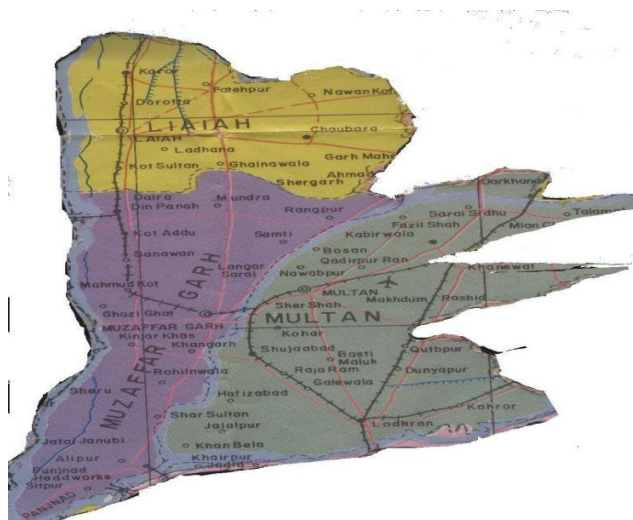 Karor
Fatehpur
Nawan Kot
Dorotta
LIAIAH
LAIAH
Chaubara
Ladhana
Garh Maha
Kot Sultan
Ghainawala
Ahmad
Shergarh
Darkhana
Daira
Din Panah
Mundra
Rangpur
Sarai Sidhu
Talam
Fazil Shah
Kabirwala
Mian C
Kot Addu
Samti
Bosan
Sanawan
Qadirpur Ran
Langar
Sarai
Nawabpur
Khanewal
Mahmud Kot
MULTAN
Sher Shah
Makhdum
Rashid
Ghazi Ghat
MULTAN
MUZAFFAR GARH
MUZAFFAR GARH
Kohar
Kinjar Khas
Khangarh
Shujaabad
Qutbpur
Basti
Maluk
Rohilnwala
Raja Ram
Dunyapur
Galewala
Sharu
Hafizabad
Kahror
Shar Sultan
Jalalpur
Lodhran
Jatoi Janubi
Khan Bela
Alipur
Khairpur
Jadid
Punjnad
Headworks
Sitpur
PANJNAD